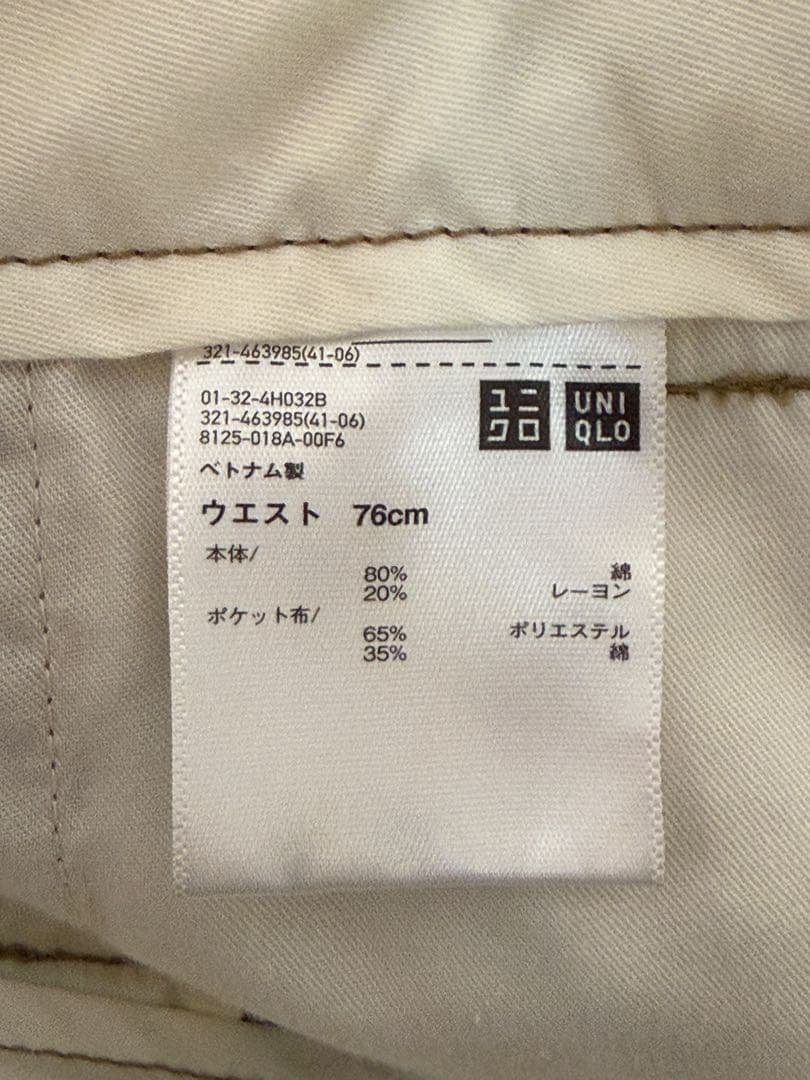 321-463985(41-06)
01-32-4H032B
321-463985(41-06)
8125-018A-00F6
ユニ
クロ
UNI
QLO
ベトナム製
ウエスト 76cm
本体/
80% 綿
20% レーヨン
ポケット布/
65% ポリエステル
35% 綿